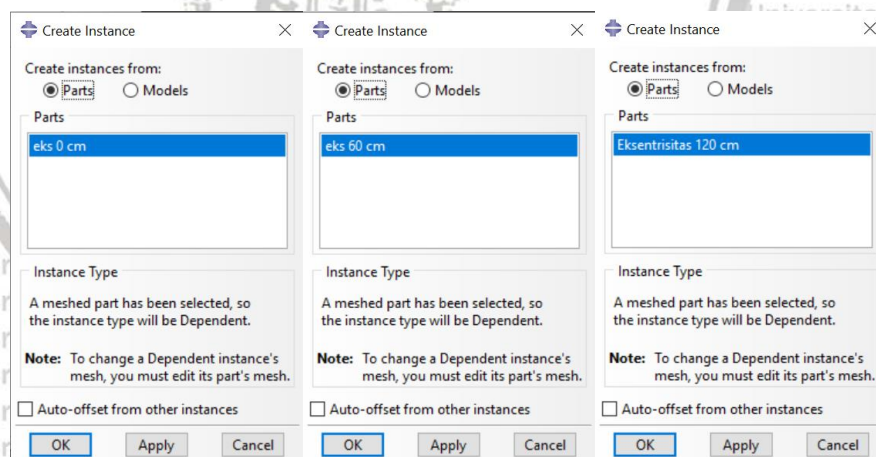 Create Instance
Create instances from:
Parts Models
Parts
eks 0 cm
Instance Type
A meshed part has been selected, so
the instance type will be Dependent.
Note: To change a Dependent instance's
mesh, you must edit its part's mesh.
Auto-offset from other instances
OK Apply Cancel
Create Instance
Create instances from:
Parts Models
Parts
eks 60 cm
Instance Type
A meshed part has been selected, so
the instance type will be Dependent.
Note: To change a Dependent instance's
mesh, you must edit its part's mesh.
Auto-offset from other instances
OK Apply Cancel
Create Instance
Create instances from:
Parts Models
Parts
Eksentrisitas 120 cm
Instance Type
A meshed part has been selected, so
the instance type will be Dependent.
Note: To change a Dependent instance's
mesh, you must edit its part's mesh.
Auto-offset from other instances
OK Apply Cancel